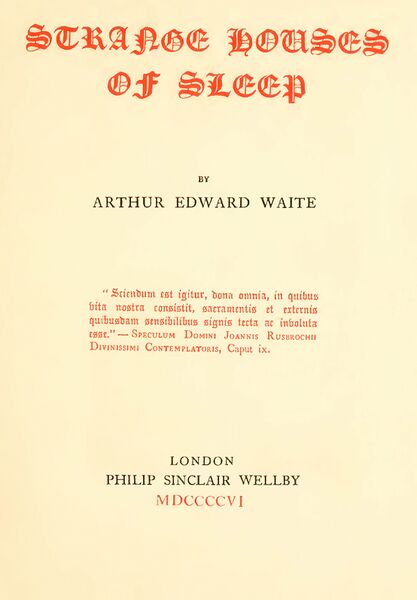 STRANGE HOUSES
OF SLEEP
BY
ARTHUR EDWARD WAITE
"Sciendum est igitur, dona omnia, in quibus
vita nostra consistit, sacramentis et externis
quibusdam sensibilibus signis tecta ac involuta
esse."—SPECULUM DOMINI JOANNIS RUSBROCHII
DIVINISSIMI CONTEMPLATORIS, Caput ix.
LONDON
PHILIP SINCLAIR WELLBY
MDCCCCVI